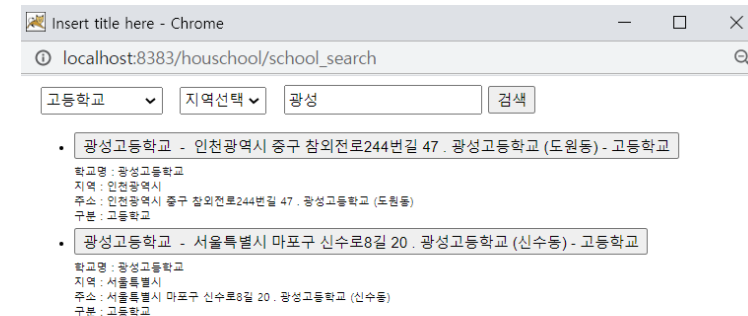 Insert title here - Chrome
localhost:8383/houschool/school_search
고등학교 지역선택 광성 검색
• 광성고등학교 - 인천광역시 중구 참외전로244번길 47 . 광성고등학교 (도원동) - 고등학교
학교명 : 광성고등학교
지역 : 인천광역시
주소 : 인천광역시 중구 참외전로244번길 47 . 광성고등학교 (도원동)
구분 : 고등학교
• 광성고등학교 - 서울특별시 마포구 신수로8길 20 . 광성고등학교 (신수동) - 고등학교
학교명 : 광성고등학교
지역 : 서울특별시
주소 : 서울특별시 마포구 신수로8길 20 . 광성고등학교 (신수동)
구분 : 고등학교